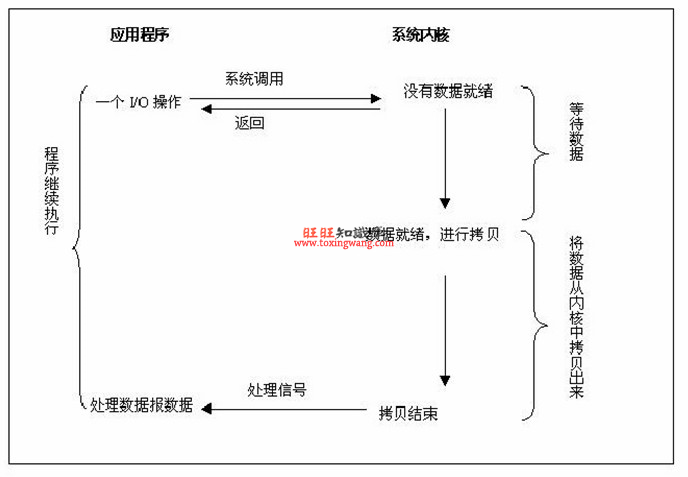 应用程序
系统内核
系统调用
一个 I/O 操作
没有数据就绪
返回
等待数据
程序继续执行
旺旺知识库
www.toxingwang.com
数据就绪，进行拷贝
将数据从内核中拷贝出来
处理信号
处理数据报数据
拷贝结束